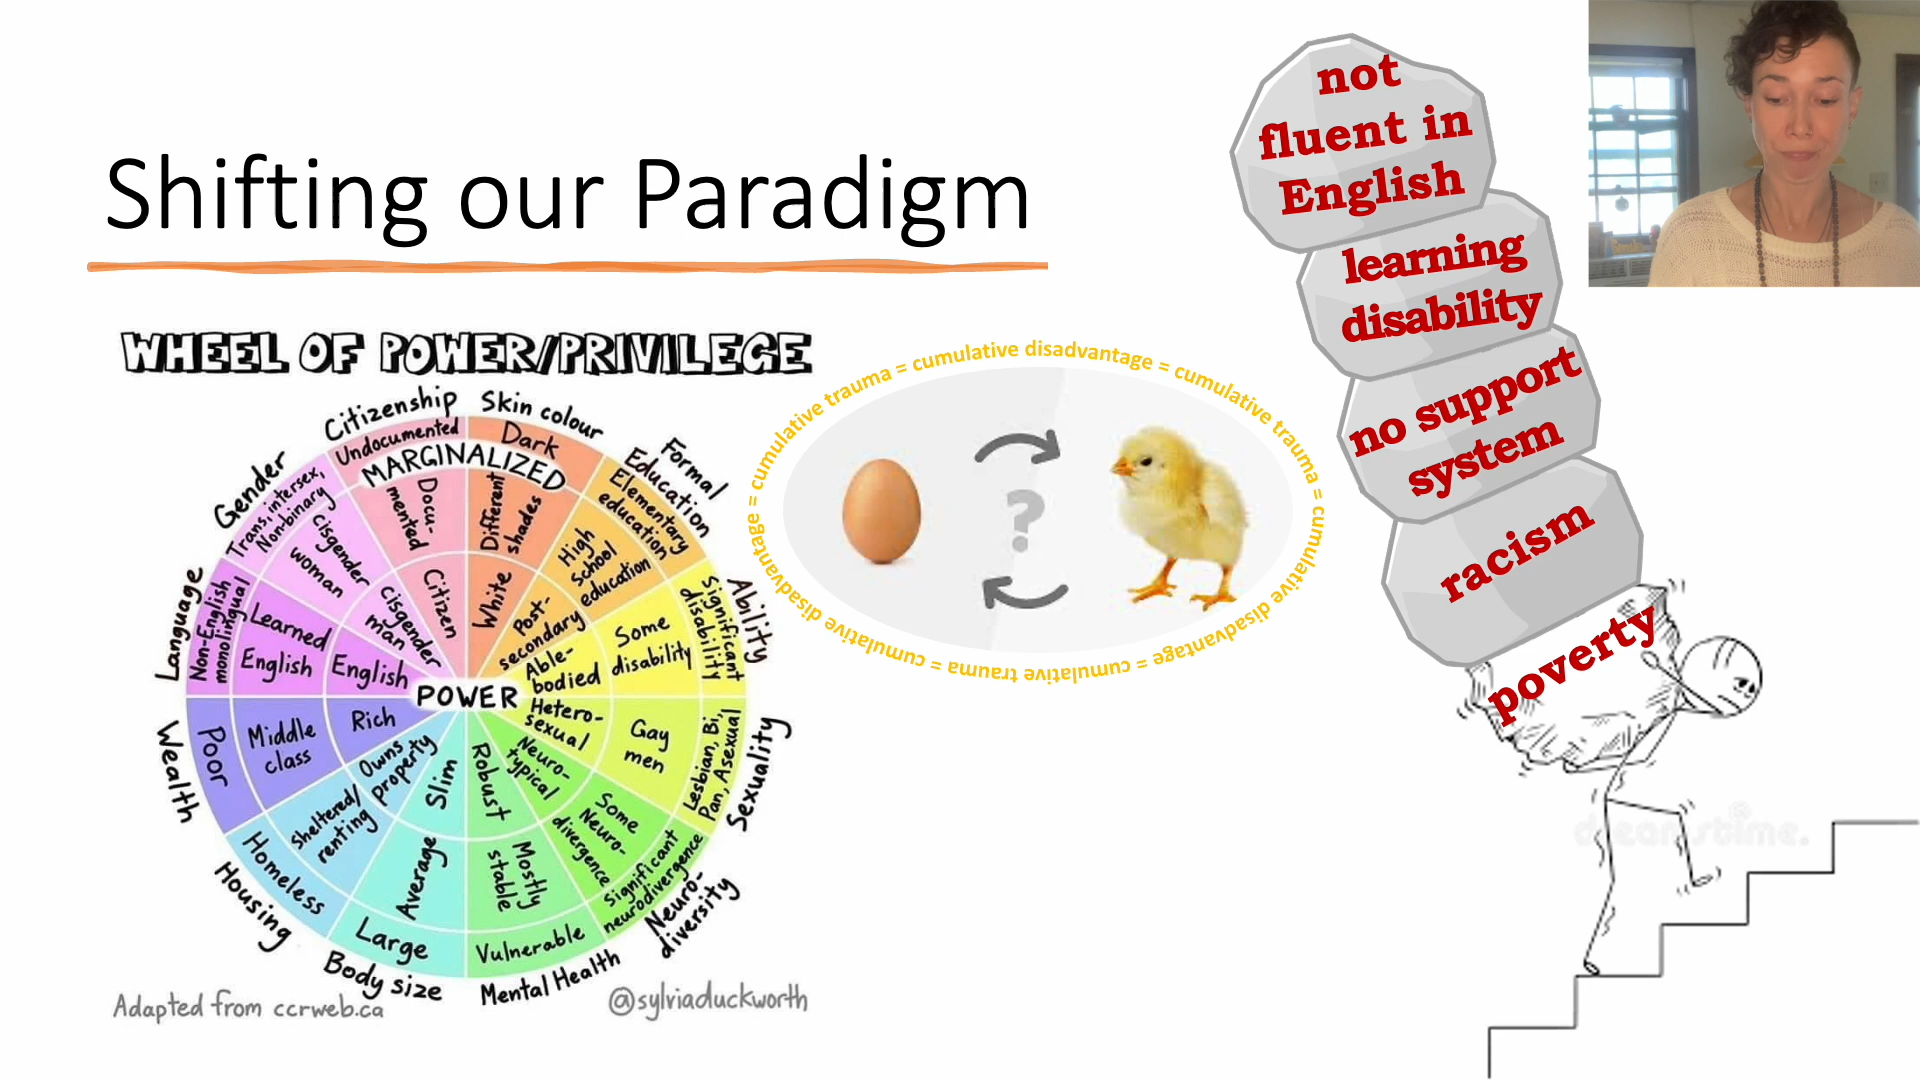 Shifting our Paradigm
WHEEL OF POWER/PRIVILEGE
Citizenship
Undocumented
Documented
Citizen
Skin colour
Dark
Different
shades
White
MARGINALIZED
Formal
Education
Elementary
education
High
school
education
Post-
secondary
Ability
Significant
disability
Some
disability
Able-
bodied
Sexuality
Lesbian, Bi,
Pan, Asexual
Gay
men
Hetero-
sexual
Neuro-
diversity
Significant
neurodivergence
Some
Neuro-
divergence
Neuro-
typical
Mental Health
Vulnerable
Mostly
stable
Robust
Body size
Large
Average
Slim
Housing
Homeless
Sheltered/
renting
Owns
property
Wealth
Poor
Middle
class
Rich
Language
Non-English
monolingual
Learned
English
English
Gender
Trans, intersex,
Nonbinary
cisgender
woman
cisgender
man
POWER
Adapted from ccrweb.ca
@sylviaduckworth
cumulative trauma = cumulative disadvantage = cumulative trauma = cumulative disadvantage = cumulative trauma = cumulative disadvantage =
?
not
fluent in
English
learning
disability
no support
system
racism
poverty
dreamstime.